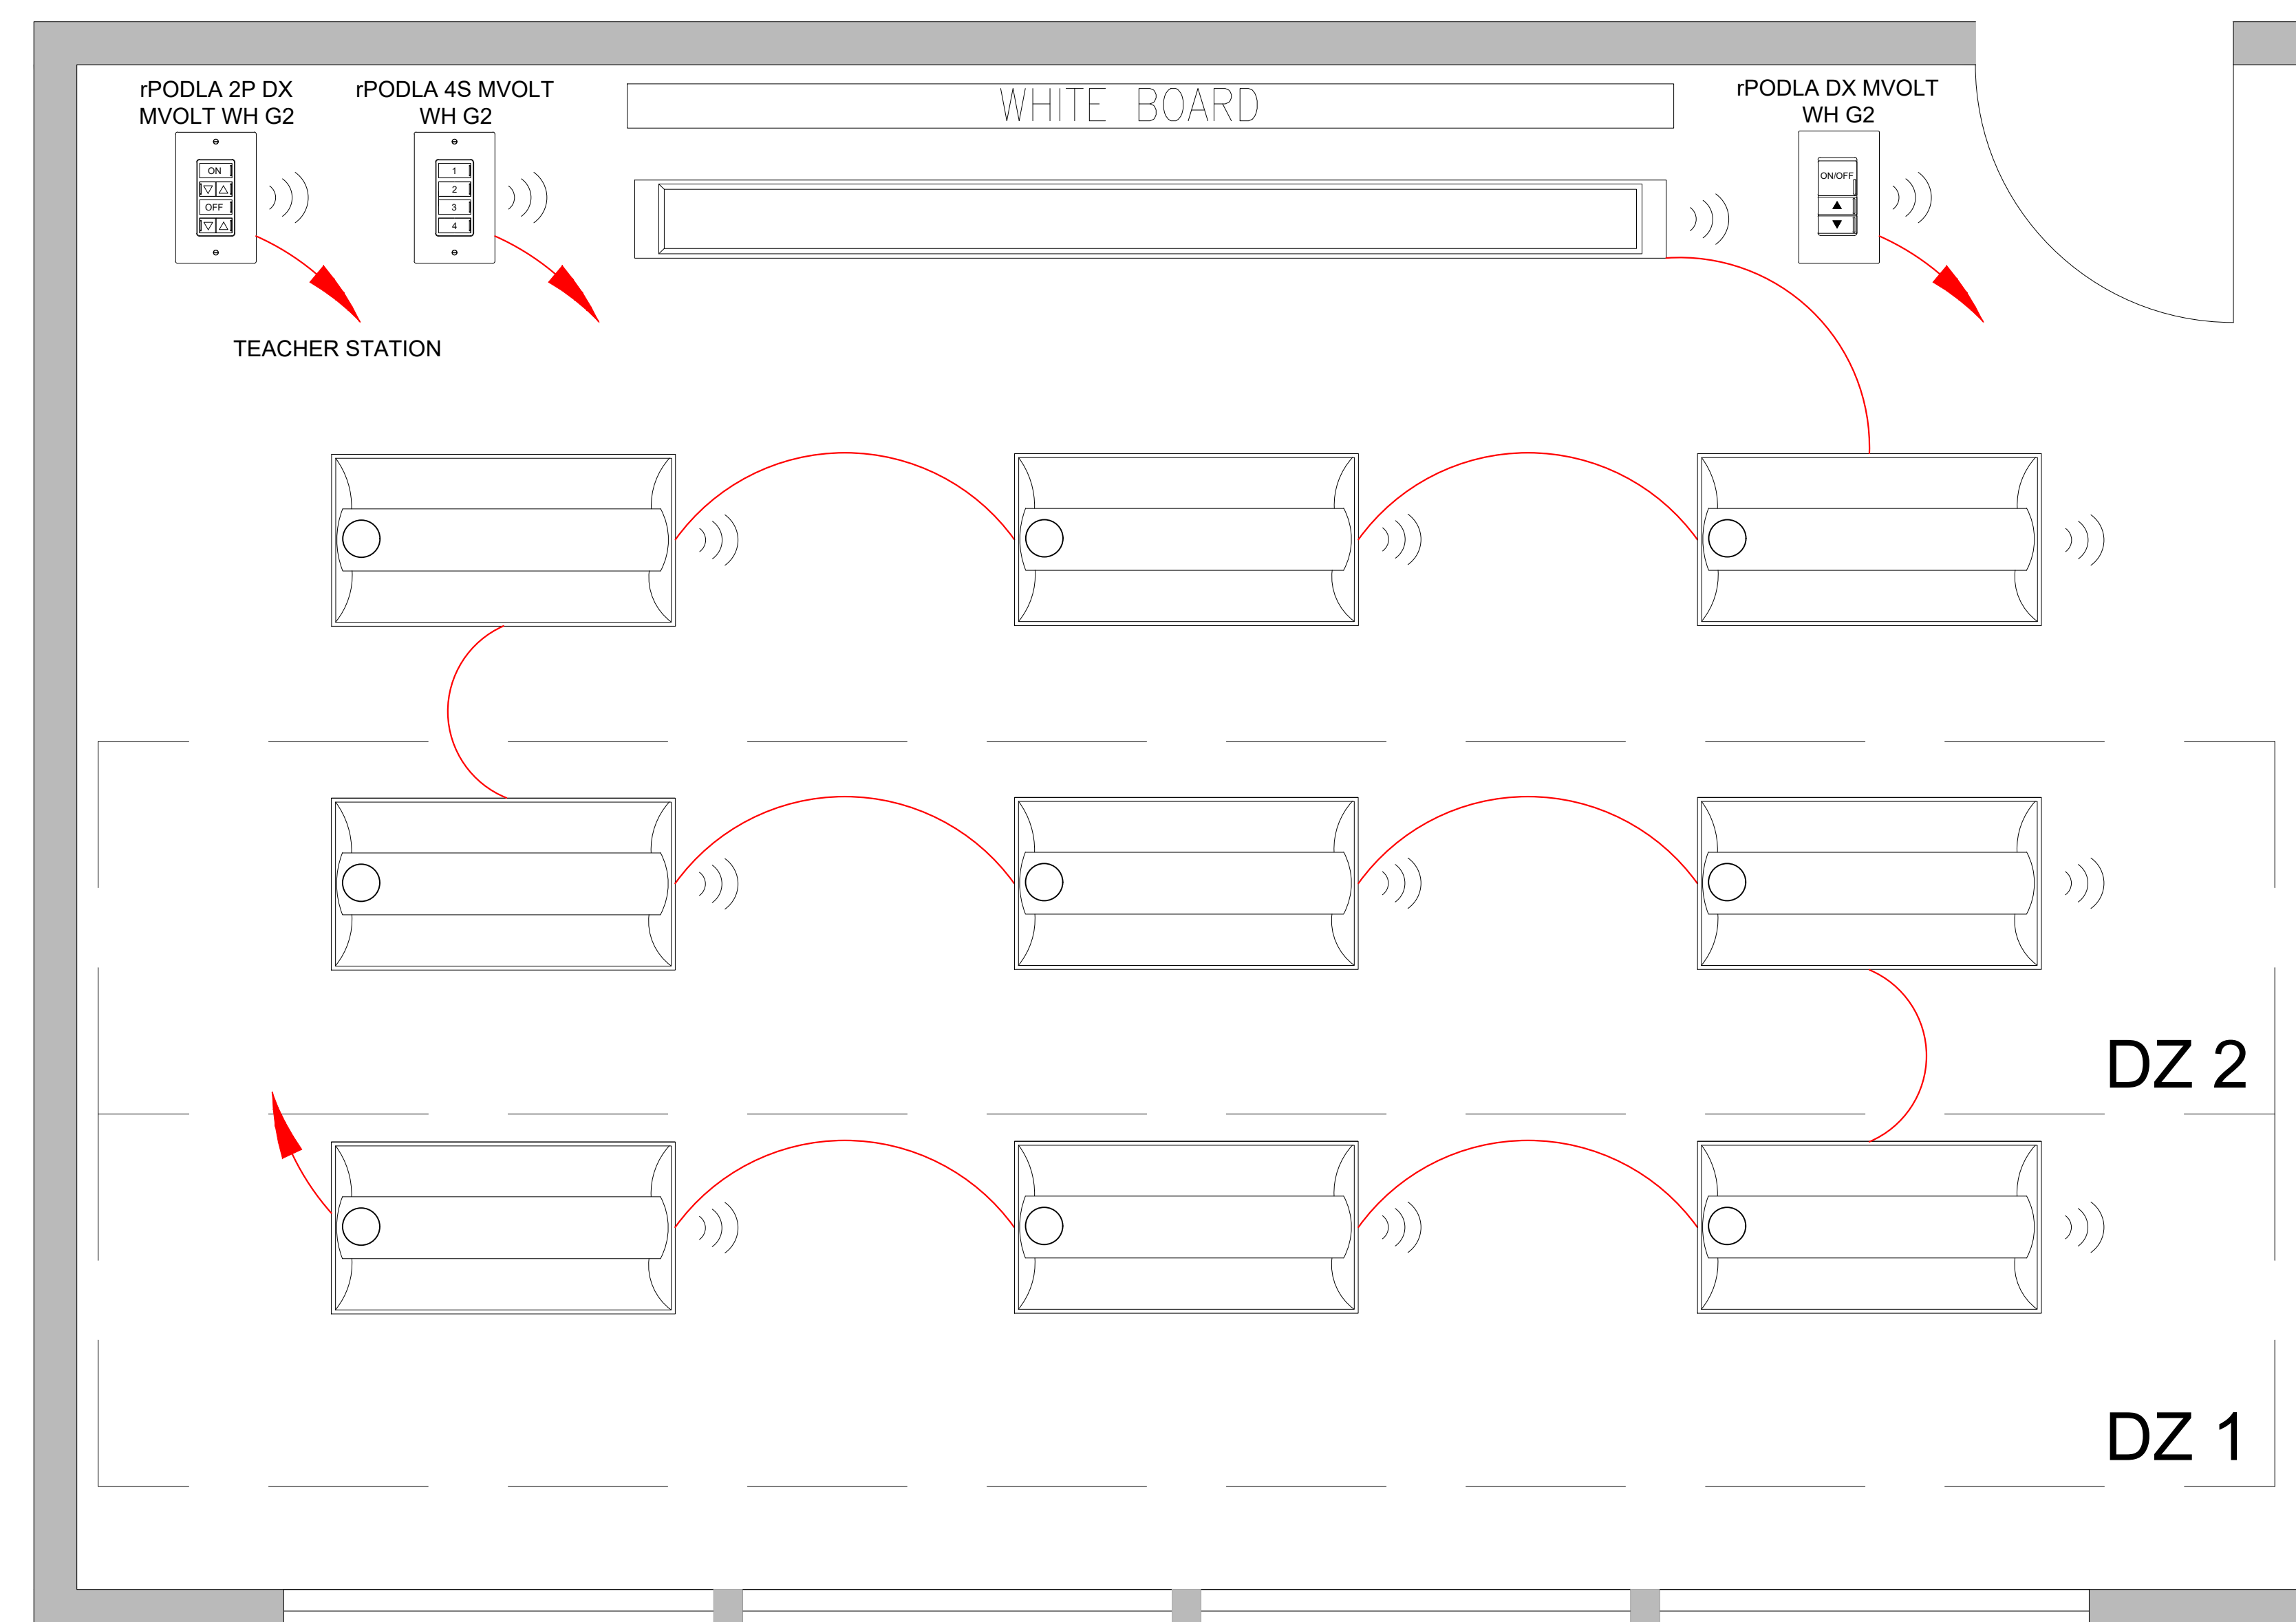 rPODLA 2P DX
MVOLT WH G2
rPODLA 4S MVOLT
WH G2
WHITE BOARD
rPODLA DX MVOLT
WH G2
ON
OFF
1
2
3
4
ON/OFF
TEACHER STATION
DZ 2
DZ 1